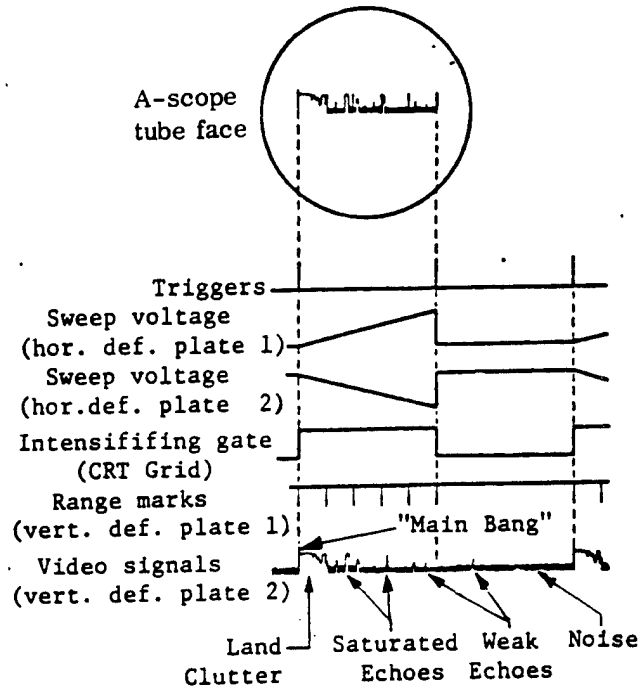 A-scope
tube face
Triggers
Sweep voltage
(hor. def. plate 1)
Sweep voltage
(hor.def. plate 2)
Intensififing gate
(CRT Grid)
Range marks
(vert. def. plate 1)
"Main Bang"
Video signals
(vert. def. plate 2)
Land
Clutter
Saturated
Echoes
Weak
Echoes
Noise